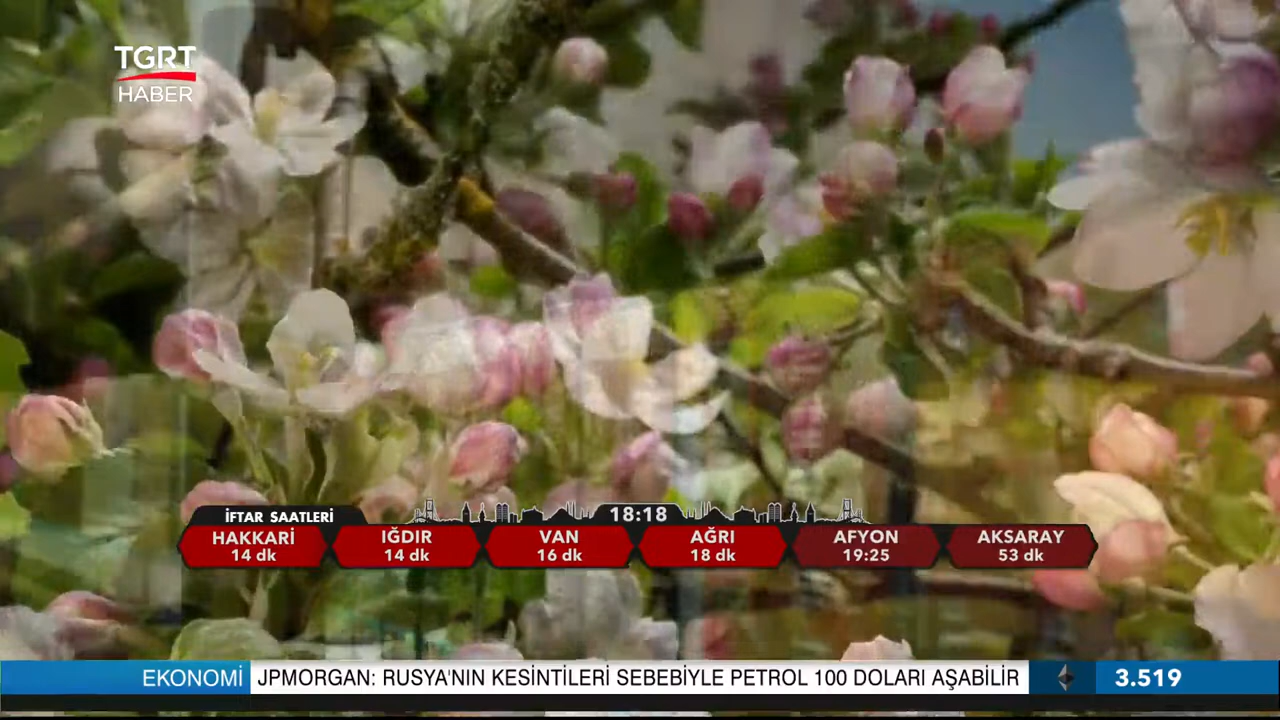 TGRT
HABER
İFTAR SAATLERİ
18:18
HAKKARİ
14 dk
IĞDIR
14 dk
VAN
16 dk
AĞRI
18 dk
AFYON
19:25
AKSARAY
53 dk
EKONOMİ JPMORGAN: RUSYA'NIN KESİNTİLERİ SEBEBİYLE PETROL 100 DOLARI AŞABİLİR 3.519